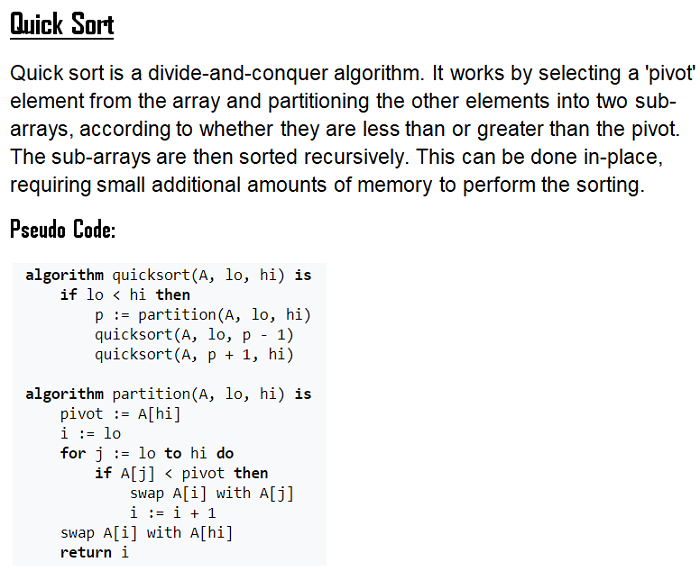 Quick Sort
Quick sort is a divide-and-conquer algorithm. It works by selecting a 'pivot'
element from the array and partitioning the other elements into two sub-
arrays, according to whether they are less than or greater than the pivot.
The sub-arrays are then sorted recursively. This can be done in-place,
requiring small additional amounts of memory to perform the sorting.
Pseudo Code:
algorithm quicksort(A, lo, hi) is
    if lo < hi then
        p := partition(A, lo, hi)
        quicksort(A, lo, p - 1)
        quicksort(A, p + 1, hi)
algorithm partition(A, lo, hi) is
    pivot := A[hi]
    i := lo
    for j := lo to hi do
        if A[j] < pivot then
            swap A[i] with A[j]
            i := i + 1
    swap A[i] with A[hi]
    return i